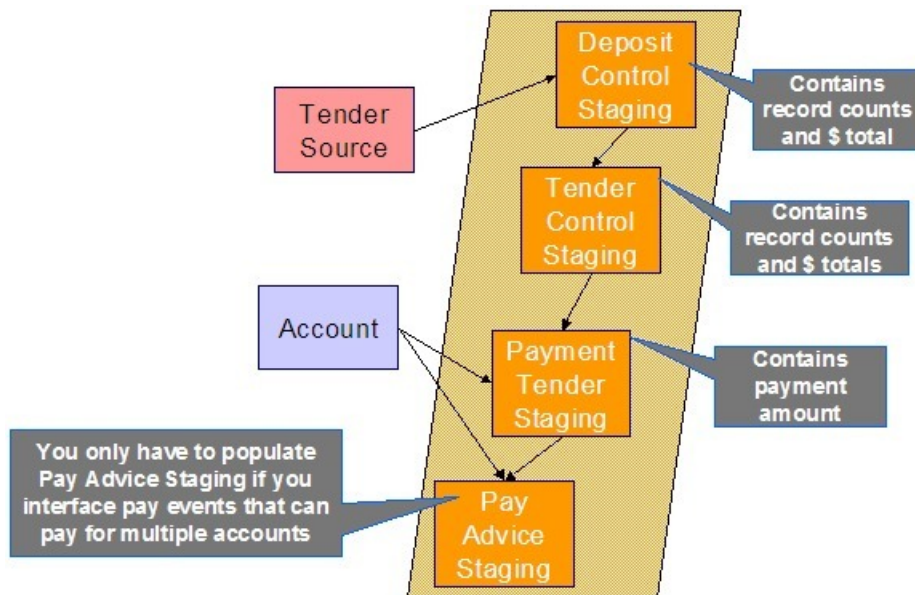 Deposit
Control
Staging
Contains
record counts
and $ total
Tender
Source
Tender
Control
Staging
Contains
record counts
and $ totals
Account
Payment
Tender
Staging
Contains
payment
amount
You only have to populate
Pay Advice Staging if you
interface pay events that can
pay for multiple accounts
Pay
Advice
Staging